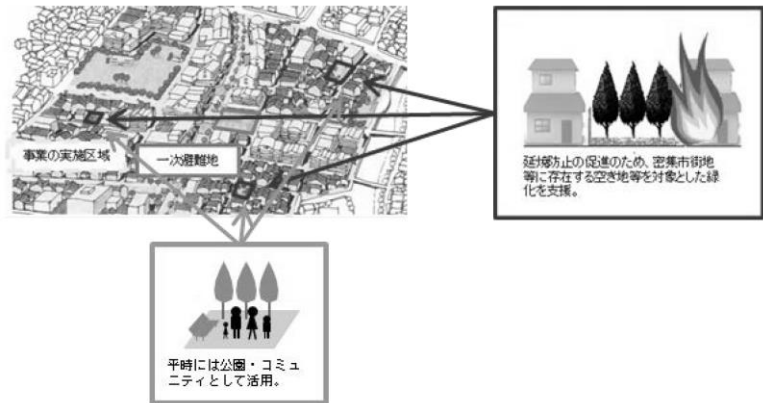 事業の実施区域
一次避難地
延焼防止の促進のため、密集市街地
等に存在する空き地等を対象とした緑
化を支援。
平時には公園・コミュ
ニティとして活用。